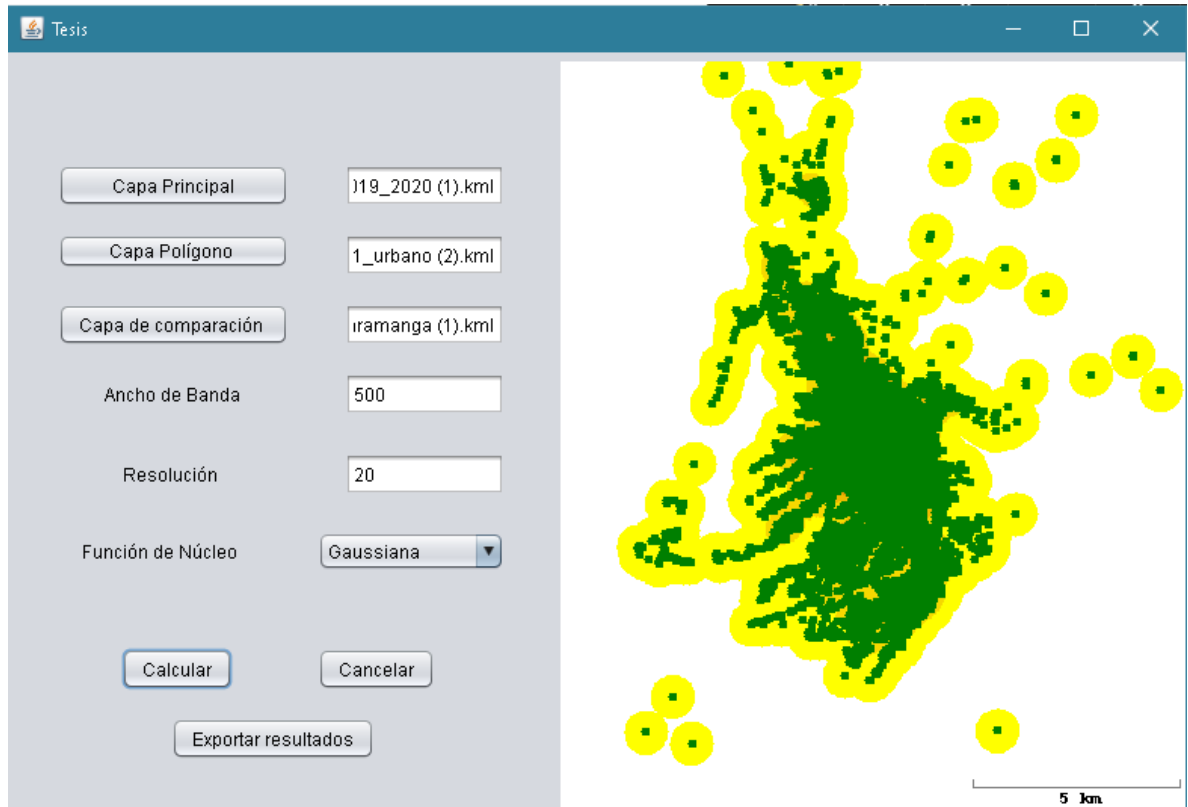 Tesis
Capa Principal
019_2020 (1).kml
Capa Polígono
1_urbano (2).kml
Capa de comparación
ıramanga (1).kml
Ancho de Banda
500
Resolución
20
Función de Núcleo
Gaussiana
Calcular
Cancelar
Exportar resultados
5 km